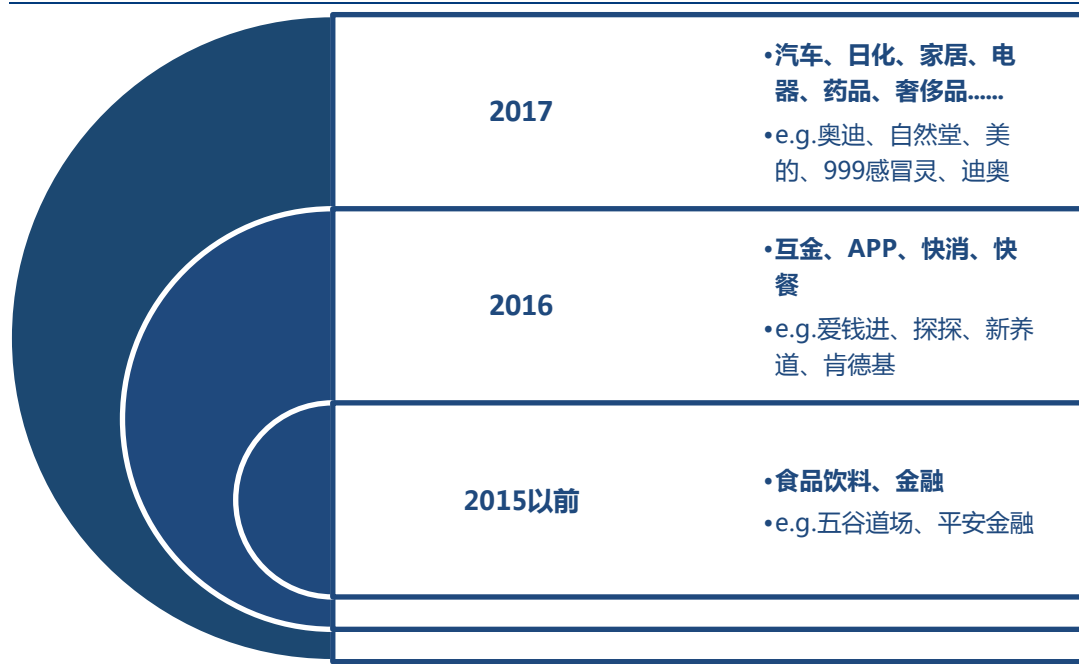 2017
•汽车、日化、家居、电
器、药品、奢侈品......
•e.g.奥迪、自然堂、美
的、999感冒灵、迪奥
2016
•互金、APP、快消、快
餐
•e.g.爱钱进、探探、新养
道、肯德基
2015以前
•食品饮料、金融
•e.g.五谷道场、平安金融